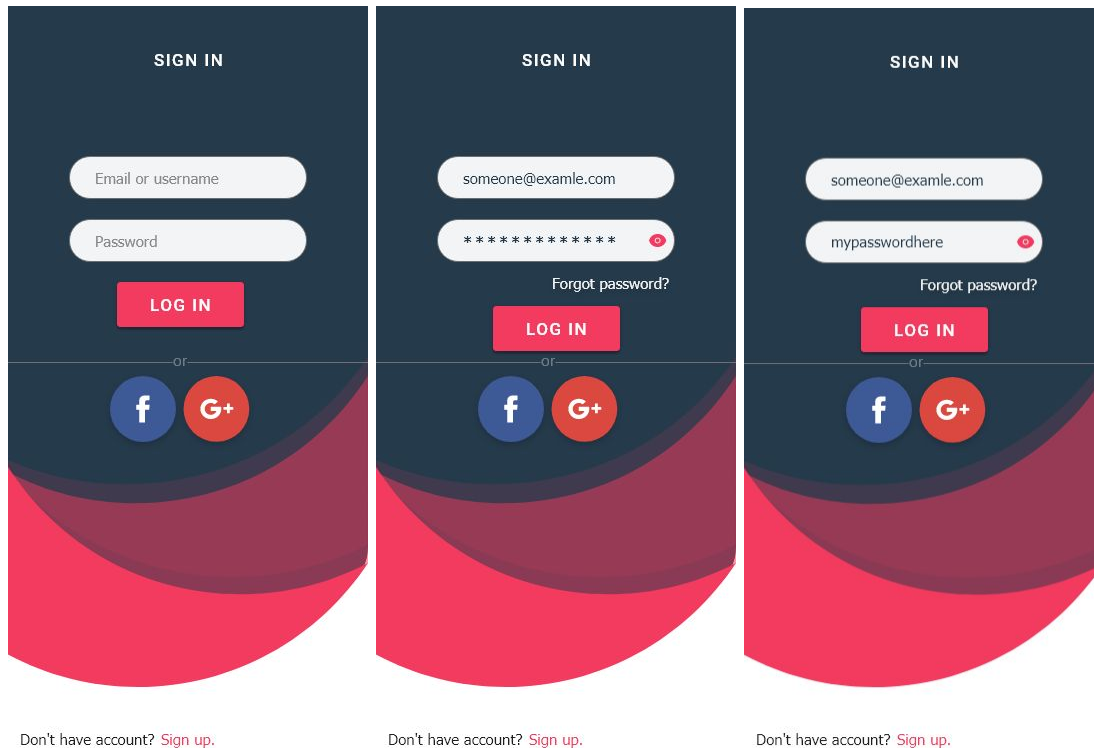 SIGN IN
Email or username
Password
LOG IN
or
f G+
Don't have account? Sign up.
SIGN IN
someone@examle.com
*************
Forgot password?
LOG IN
or
f G+
Don't have account? Sign up.
SIGN IN
someone@examle.com
mypasswordhere
Forgot password?
LOG IN
or
f G+
Don't have account? Sign up.